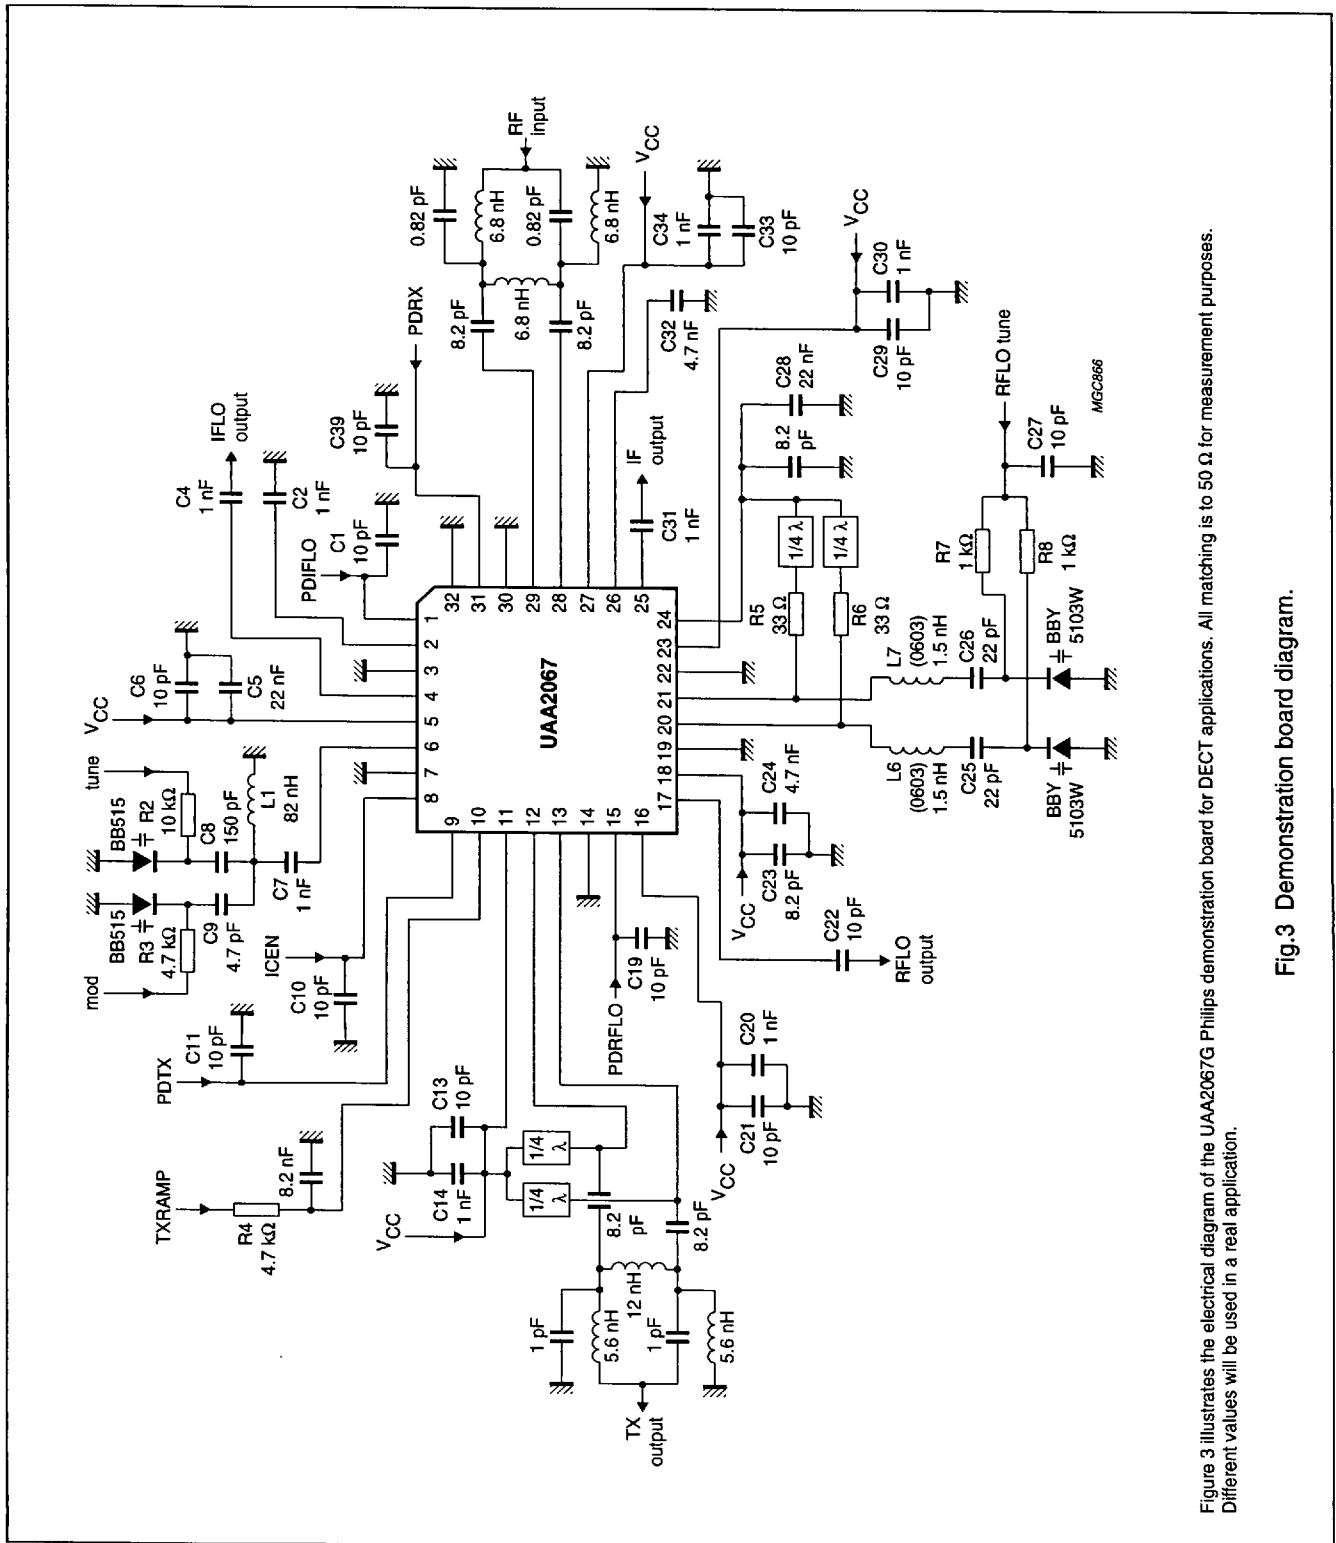 0.82 pF
6.8 nH
RF
input
0.82 pF
6.8 nH
8.2 pF
6.8 nH
8.2 pF
VCC
C34
1 nF
C33
10 pF
C32
4.7 nF
PDRX
C39
10 pF
IFLO
output
C4
1 nF
C2
1 nF
PDIFLO
C1
10 pF
C31
1 nF
IF
output
VCC
C30
1 nF
C29
10 pF
C28
22 nF
8.2
pF
1/4 λ
1/4 λ
R5
33 Ω
R6
33 Ω
RFLO tune
C27
10 pF
R7
1 kΩ
R8
1 kΩ
MGC866
L7
(0603)
1.5 nH
C26
22 pF
BBY
5103W
L6
(0603)
1.5 nH
C25
22 pF
BBY
5103W
VCC
C6
10 pF
C5
22 nF
tune
BB515
R2
10 kΩ
C8
150 pF
L1
82 nH
BB515
R3
4.7 kΩ
C9
4.7 pF
C7
1 nF
mod
ICEN
C10
10 pF
PDTX
C11
10 pF
TXRAMP
R4
4.7 kΩ
8.2 nF
UAA2067
32
31
30
29
28
27
26
25
1
2
3
4
5
6
7
8
24
23
22
21
20
19
18
17
9
10
11
12
13
14
15
16
C24
4.7 nF
C23
8.2 pF
VCC
C22
10 pF
RFLO
output
C13
10 pF
C14
1 nF
VCC
1/4
λ
1/4
λ
8.2
pF
8.2 pF
PDRFLO
C19
10 pF
C20
1 nF
C21
10 pF
VCC
12 nH
1 pF
5.6 nH
1 pF
5.6 nH
TX
output
Figure 3 illustrates the electrical diagram of the UAA2067G Philips demonstration board for DECT applications. All matching is to 50 Ω for measurement purposes.
Different values will be used in a real application.
Fig.3 Demonstration board diagram.